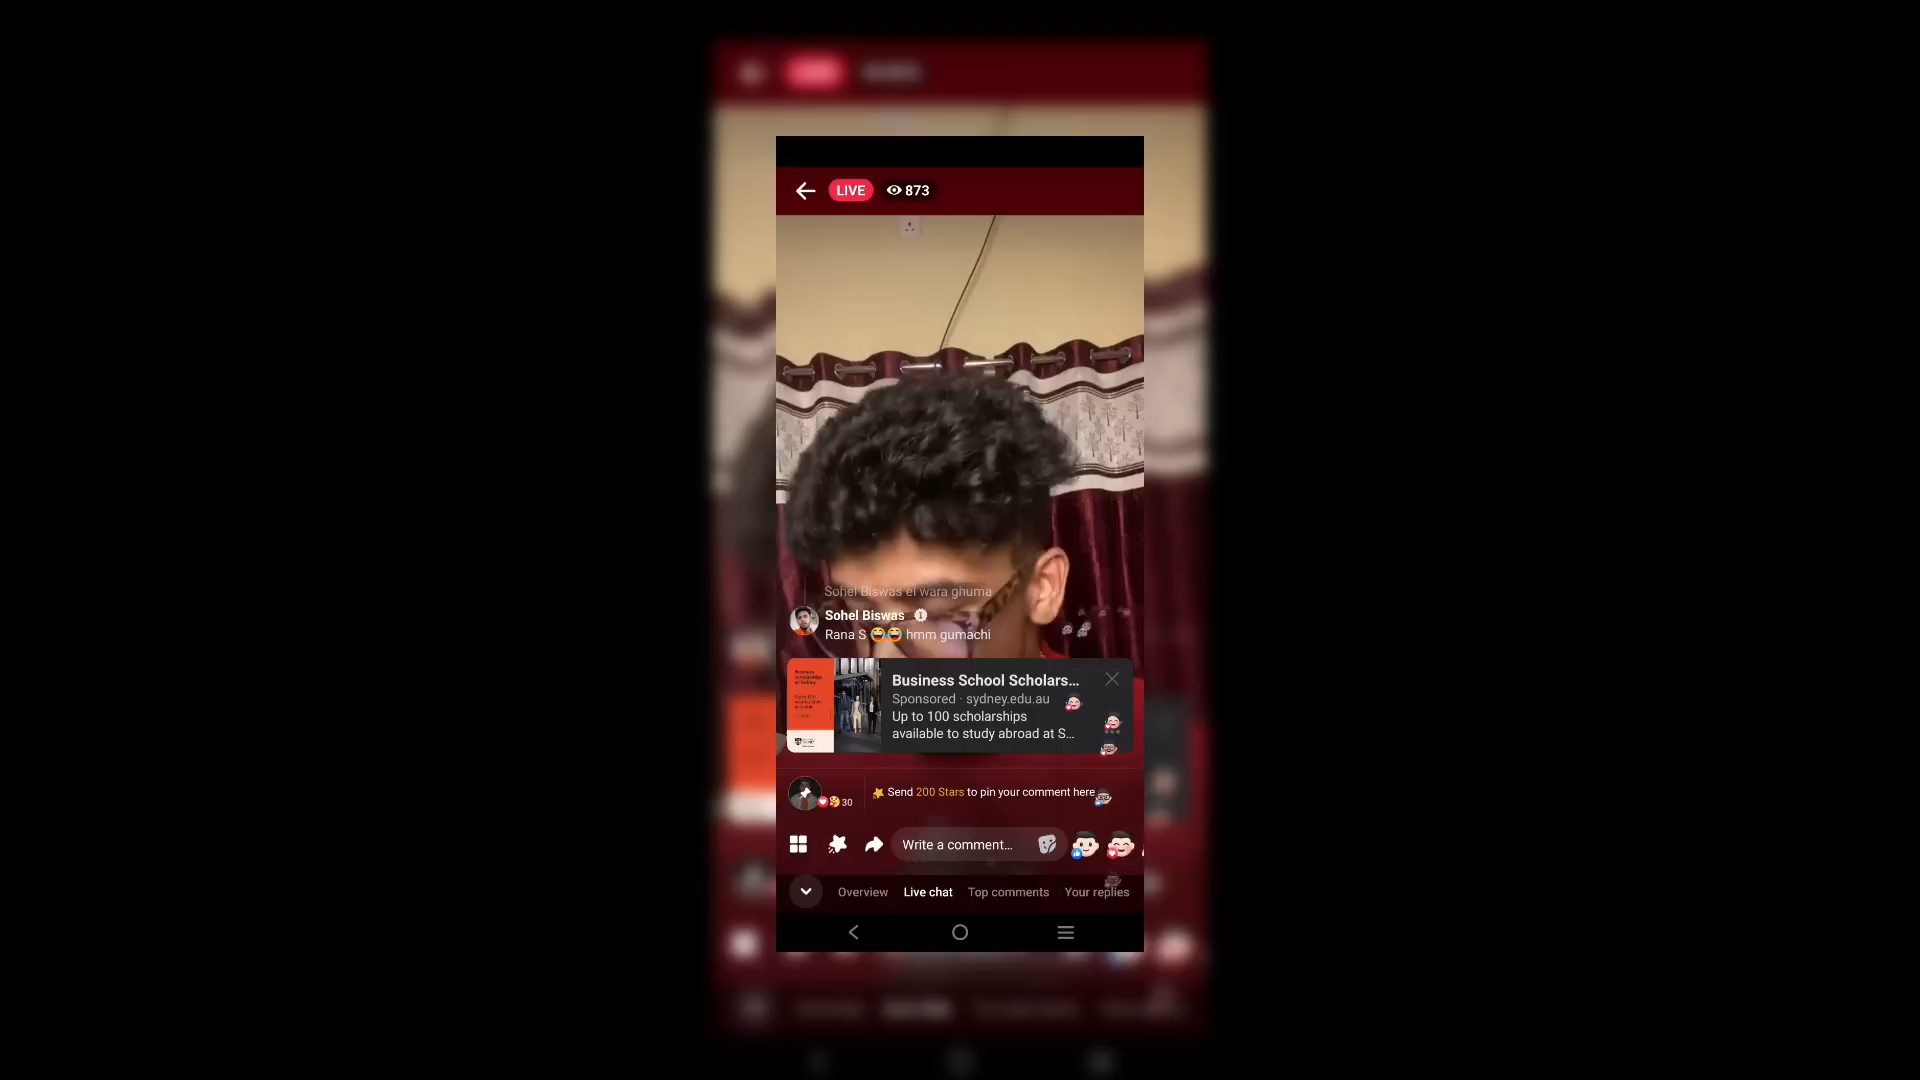 LIVE 873
Sohel Biswas ei wara ghuma
Sohel Biswas
Rana S 😂😂 hmm gumachi
Business School Scholars...
Sponsored · sydney.edu.au
Up to 100 scholarships
available to study abroad at S...
30
Send 200 Stars to pin your comment here
Write a comment...
Overview Live chat Top comments Your replies